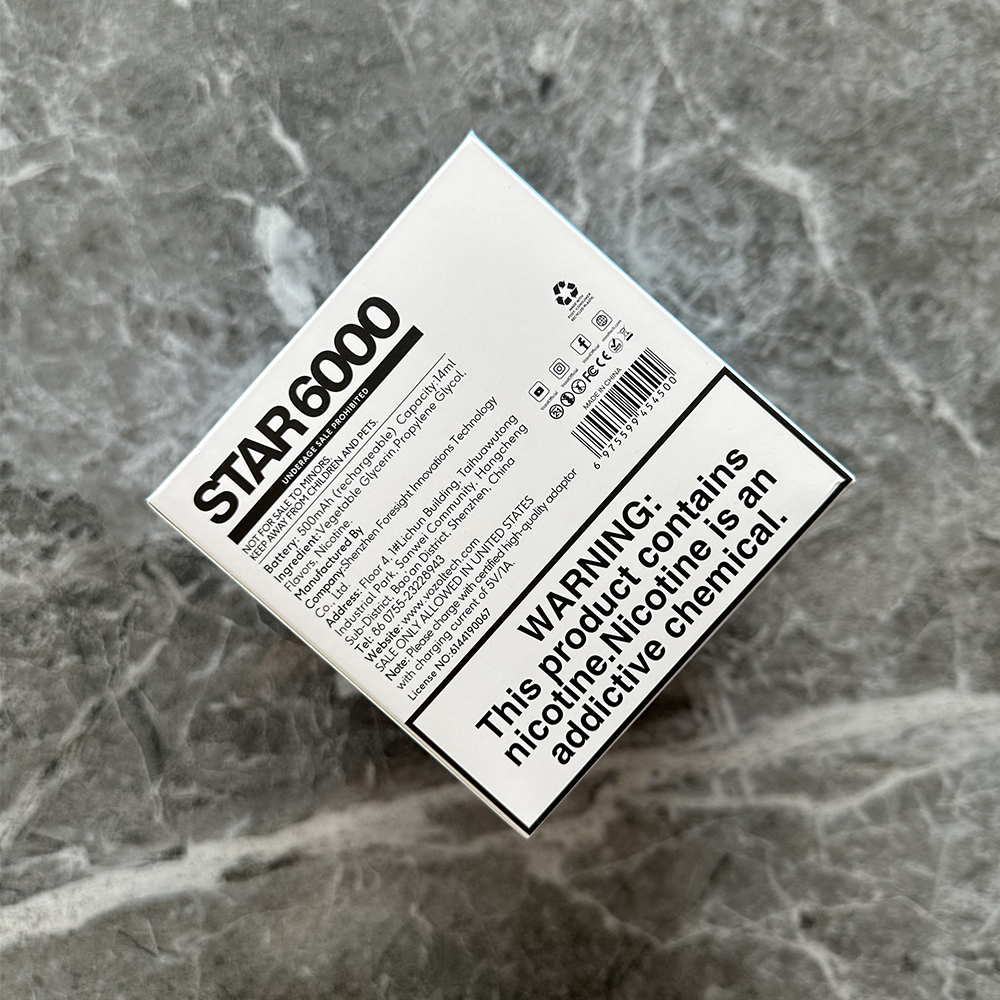 STAR 6000
UNDERAGE SALE PROHIBITED
NOT FOR SALE TO MINORS.
KEEP AWAY FROM CHILDREN AND PETS.
Battery: 500mAh (rechargeable) Capacity:14ml
Ingredient:Vegetable Glycerin.Propylene Glycol.
Flavors, Nicotine.
Manufactured By
Company:Shenzhen Foresight Innovations Technology
Co., Ltd.
Address: Floor 4, 1#Lichun Building, Taihuawutong
Industrial Park, Sanwei Community, Hangcheng
Sub-District, Bao'an District, Shenzhen, China
Tel: 86 0755-23228943
Website: www.vozoltech.com
SALE ONLY ALLOWED IN UNITED STATES
Note: Please charge with certified high-quality adaptor
with charging current of 5V/1A.
License NO:6144190067
MADE IN CHINA
6 975599 454500
WARNING:
This product contains
nicotine.Nicotine is an
addictive chemical.